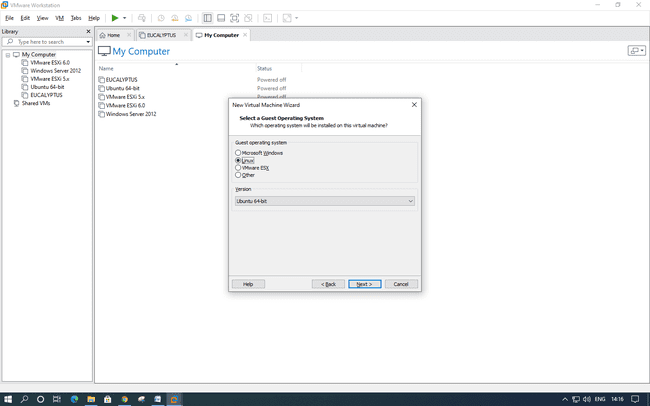 VMware Workstation
File Edit View VM Tabs Help
Library
Type here to search
My Computer
VMware ESXi 6.0
Windows Server 2012
VMware ESXi 5.x
Ubuntu 64-bit
EUCALYPTUS
Shared VMs
Home
EUCALYPTUS
My Computer
My Computer
Name Status
EUCALYPTUS Powered off
Ubuntu 64-bit Powered off
VMware ESXi 5.x Powered off
VMware ESXi 6.0
Windows Server 2012
New Virtual Machine Wizard
Select a Guest Operating System
Which operating system will be installed on this virtual machine?
Guest operating system
Microsoft Windows
Linux
VMware ESX
Other
Version
Ubuntu 64-bit
Help < Back Next > Cancel
ENG 14:16